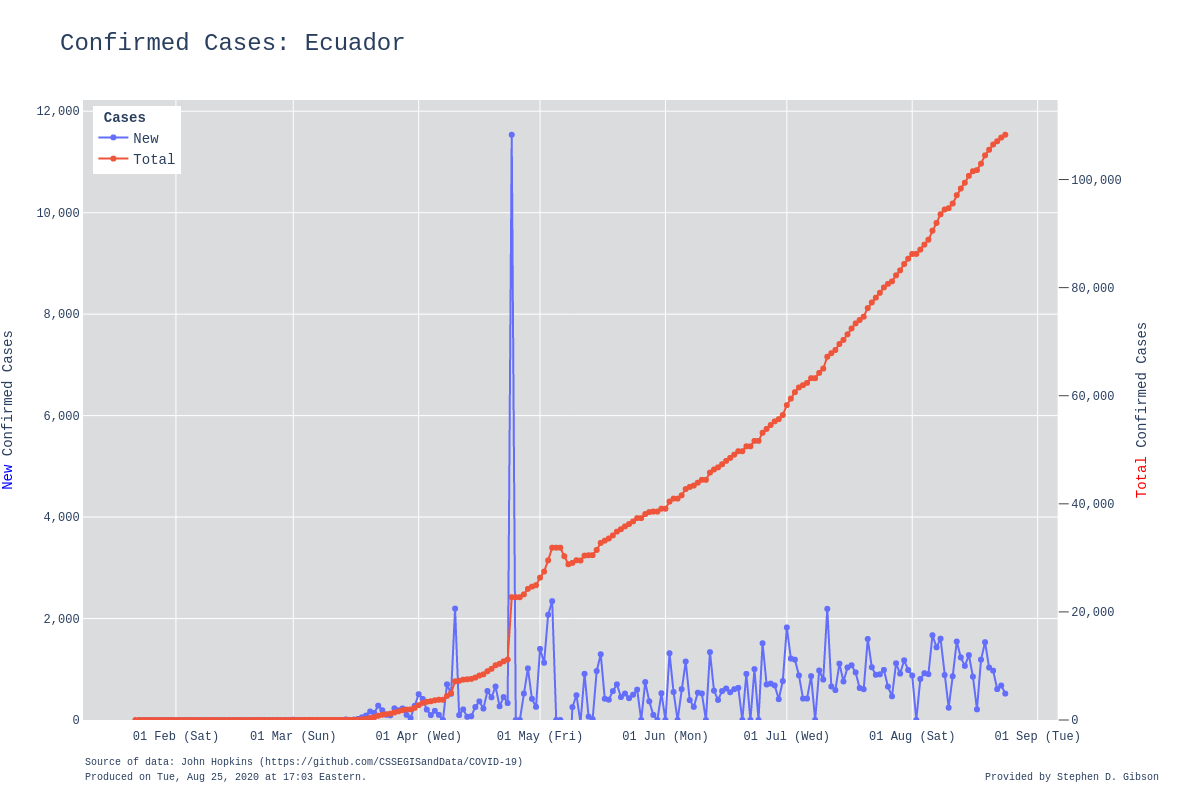 Confirmed Cases: Ecuador
Cases
New
Total
12,000
10,000
8,000
6,000
4,000
2,000
0
100,000
80,000
60,000
40,000
20,000
0
New Confirmed Cases
Total Confirmed Cases
01 Feb (Sat)
01 Mar (Sun)
01 Apr (Wed)
01 May (Fri)
01 Jun (Mon)
01 Jul (Wed)
01 Aug (Sat)
01 Sep (Tue)
Source of data: John Hopkins (https://github.com/CSSEGISandData/COVID-19)
Produced on Tue, Aug 25, 2020 at 17:03 Eastern.
Provided by Stephen D. Gibson